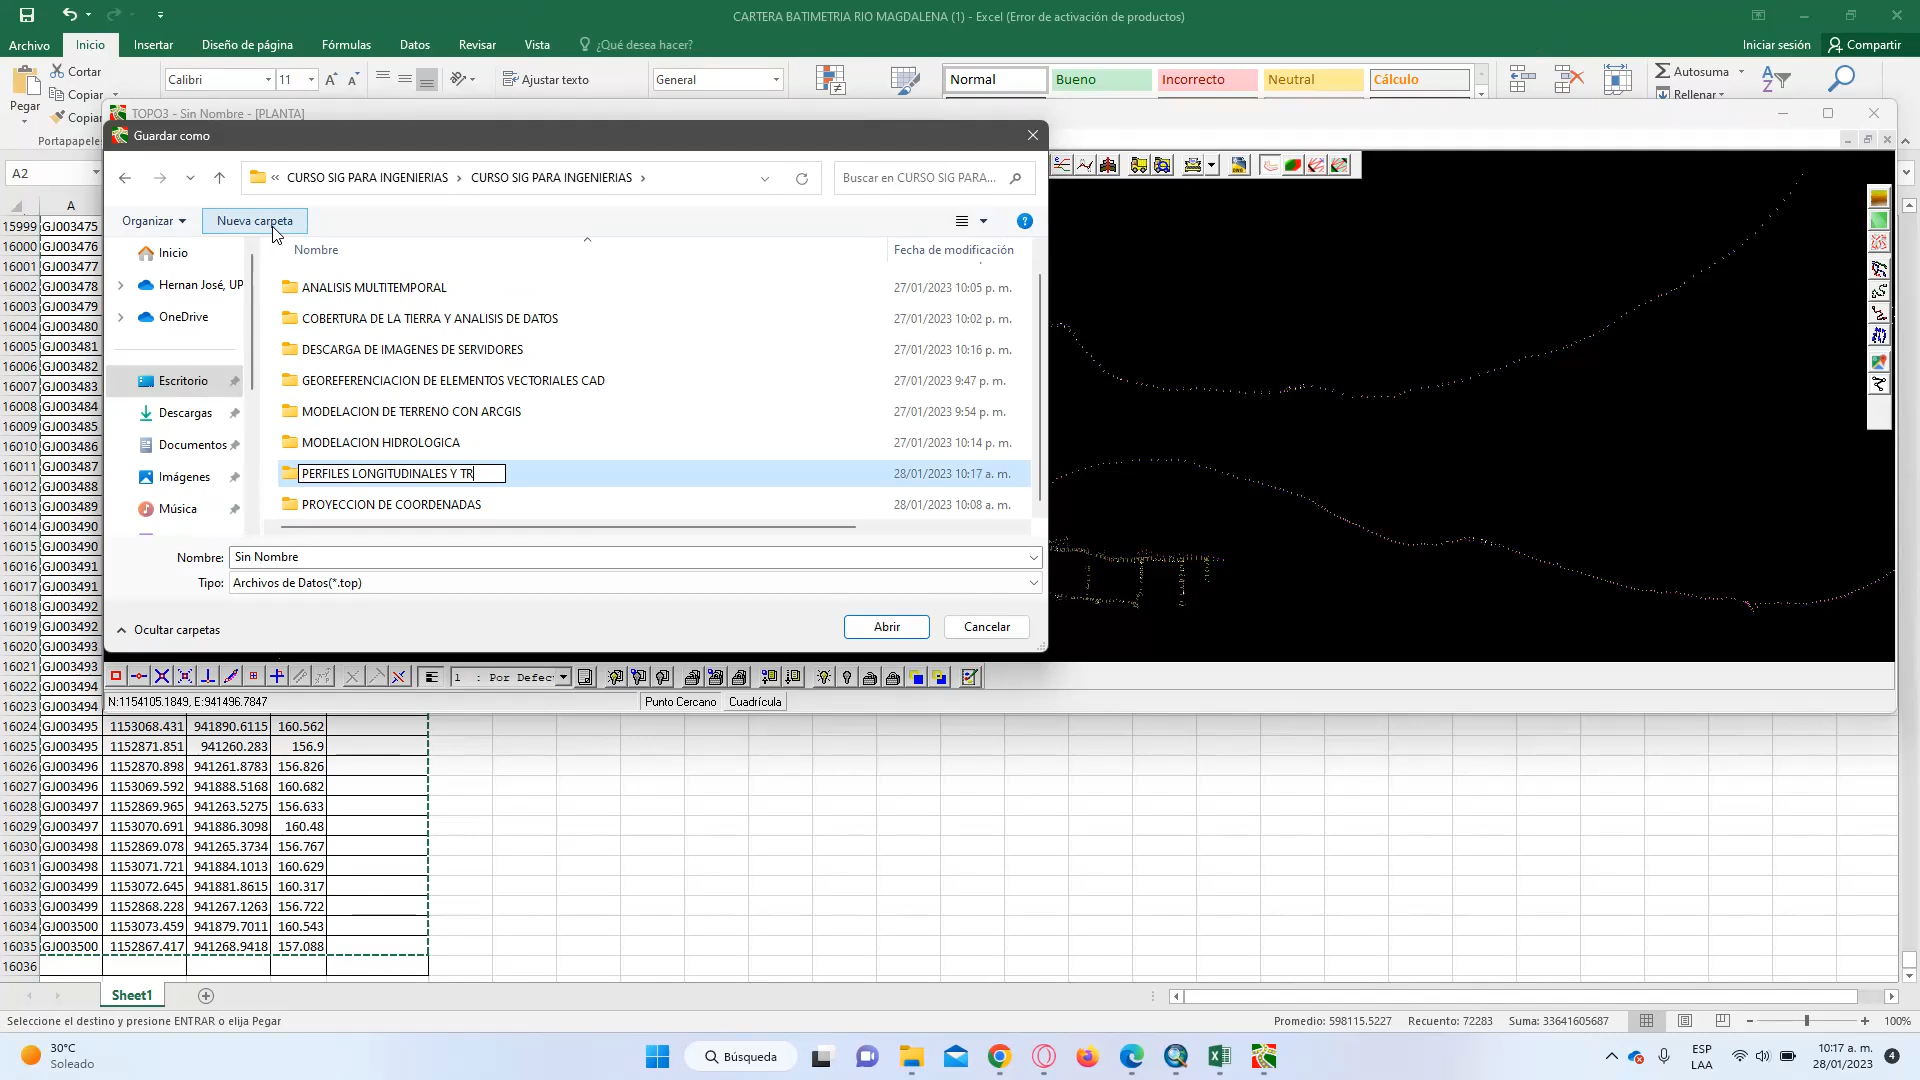 CARTERA BATIMETRIA RIO MAGDALENA (1) - Excel (Error de activación de productos)
Archivo Inicio Insertar Diseño de página Fórmulas Datos Revisar Vista ¿Qué desea hacer? Iniciar sesión Compartir
Cortar
Copiar
Copia
Pegar
Portapapeles
Calibri 11 Ajustar texto General Normal Bueno Incorrecto Neutral Cálculo
Autosuma
Rellenar
TOPO3 - Sin Nombre - [PLANTA]
Guardar como
A2
« CURSO SIG PARA INGENIERIAS › CURSO SIG PARA INGENIERIAS › Buscar en CURSO SIG PARA...
Organizar Nueva carpeta
Nombre Fecha de modificación
Inicio
Hernan José, UP
OneDrive
Escritorio
Descargas
Documentos
Imágenes
Música
ANALISIS MULTITEMPORAL 27/01/2023 10:05 p. m.
COBERTURA DE LA TIERRA Y ANALISIS DE DATOS 27/01/2023 10:02 p. m.
DESCARGA DE IMAGENES DE SERVIDORES 27/01/2023 10:16 p. m.
GEOREFERENCIACION DE ELEMENTOS VECTORIALES CAD 27/01/2023 9:47 p. m.
MODELACION DE TERRENO CON ARCGIS 27/01/2023 9:54 p. m.
MODELACION HIDROLOGICA 27/01/2023 10:14 p. m.
PERFILES LONGITUDINALES Y TR 28/01/2023 10:17 a. m.
PROYECCION DE COORDENADAS 28/01/2023 10:08 a. m.
Nombre: Sin Nombre
Tipo: Archivos de Datos(*.top)
Ocultar carpetas Abrir Cancelar
1 : Por Defec
N:1154105.1849, E:941496.7847 Punto Cercano Cuadrícula
A
15999 GJ003475
16000 GJ003476
16001 GJ003477
16002 GJ003478
16003 GJ003479
16004 GJ003480
16005 GJ003481
16006 GJ003482
16007 GJ003483
16008 GJ003484
16009 GJ003485
16010 GJ003486
16011 GJ003487
16012 GJ003488
16013 GJ003489
16014 GJ003490
16015 GJ003490
16016 GJ003491
16017 GJ003491
16018 GJ003492
16019 GJ003492
16020 GJ003493
16021 GJ003493
16022 GJ003494
16023 GJ003494
16024 GJ003495 1153068.431 941890.6115 160.562
16025 GJ003495 1152871.851 941260.283 156.9
16026 GJ003496 1152870.898 941261.8783 156.826
16027 GJ003496 1153069.592 941888.5168 160.682
16028 GJ003497 1152869.965 941263.5275 156.633
16029 GJ003497 1153070.691 941886.3098 160.48
16030 GJ003498 1152869.078 941265.3734 156.767
16031 GJ003498 1153071.721 941884.1013 160.629
16032 GJ003499 1153072.645 941881.8615 160.317
16033 GJ003499 1152868.228 941267.1263 156.722
16034 GJ003500 1153073.459 941879.7011 160.543
16035 GJ003500 1152867.417 941268.9418 157.088
16036
Sheet1
Seleccione el destino y presione ENTRAR o elija Pegar Promedio: 598115.5227 Recuento: 72283 Suma: 33641605687 100%
30°C
Soleado
Búsqueda
ESP
LAA
10:17 a. m.
28/01/2023
4